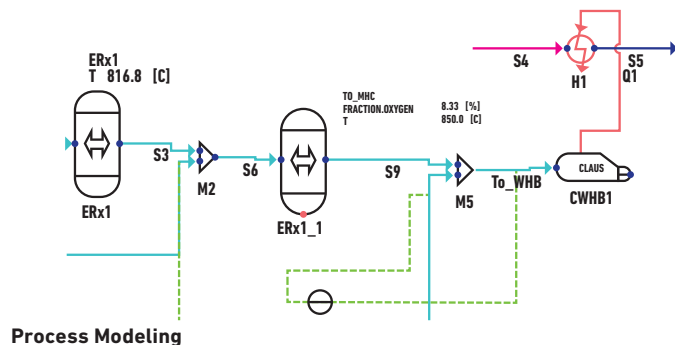 ERx1
T 816.8 [C]
S4
S5
Q1
H1
TO_MHC
FRACTION.OXYGEN 8.33 [%]
T 850.0 [C]
S3
M2
S6
S9
M5
To_WHB
CLAUS
CWHB1
ERx1
ERx1_1
Process Modeling